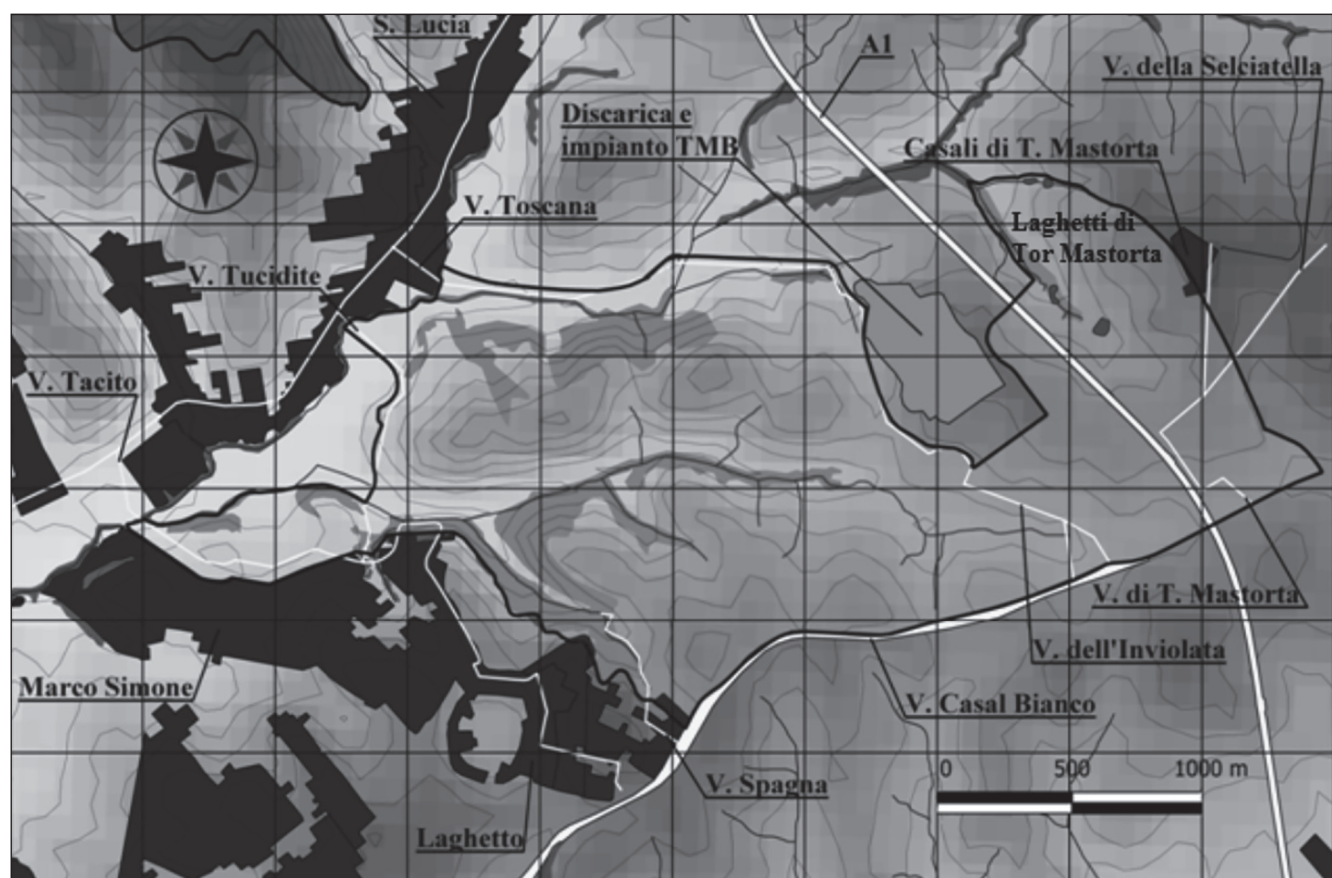 S. Lucia
A1
V. della Selciatella
Discarica e
impianto TMB
Casali di T. Mastorta
V. Toscana
Laghetti di
Tor Mastorta
V. Tucidite
V. Tacito
V. di T. Mastorta
V. dell'Inviolata
Marco Simone
V. Casal Bianco
0 500 1000 m
V. Spagna
Laghetto